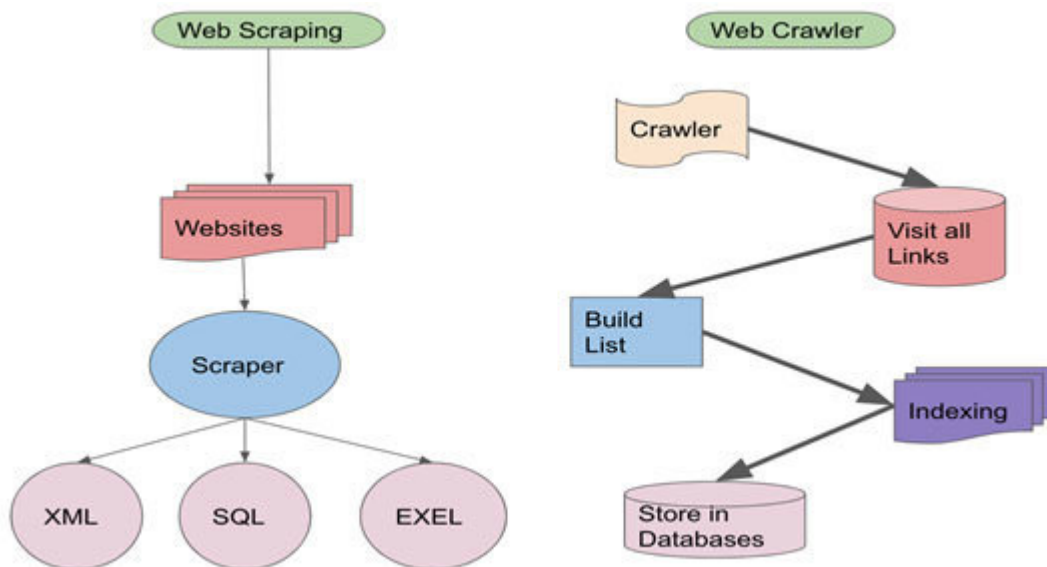 Web Scraping
Websites
Scraper
XML
SQL
EXEL
Web Crawler
Crawler
Visit all
Links
Build
List
Indexing
Store in
Databases